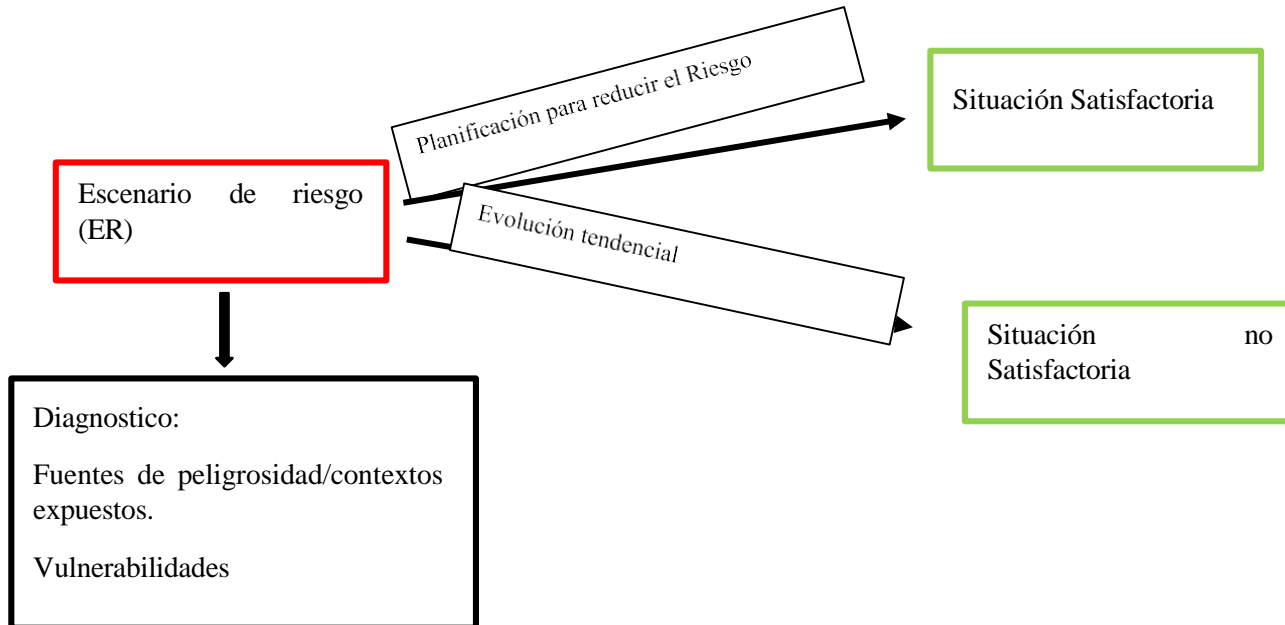 Planificación para reducir el Riesgo
Situación Satisfactoria
Escenario de riesgo
(ER)
Evolución tendencial
Situación no
Satisfactoria
Diagnostico:
Fuentes de peligrosidad/contextos
expuestos.
Vulnerabilidades